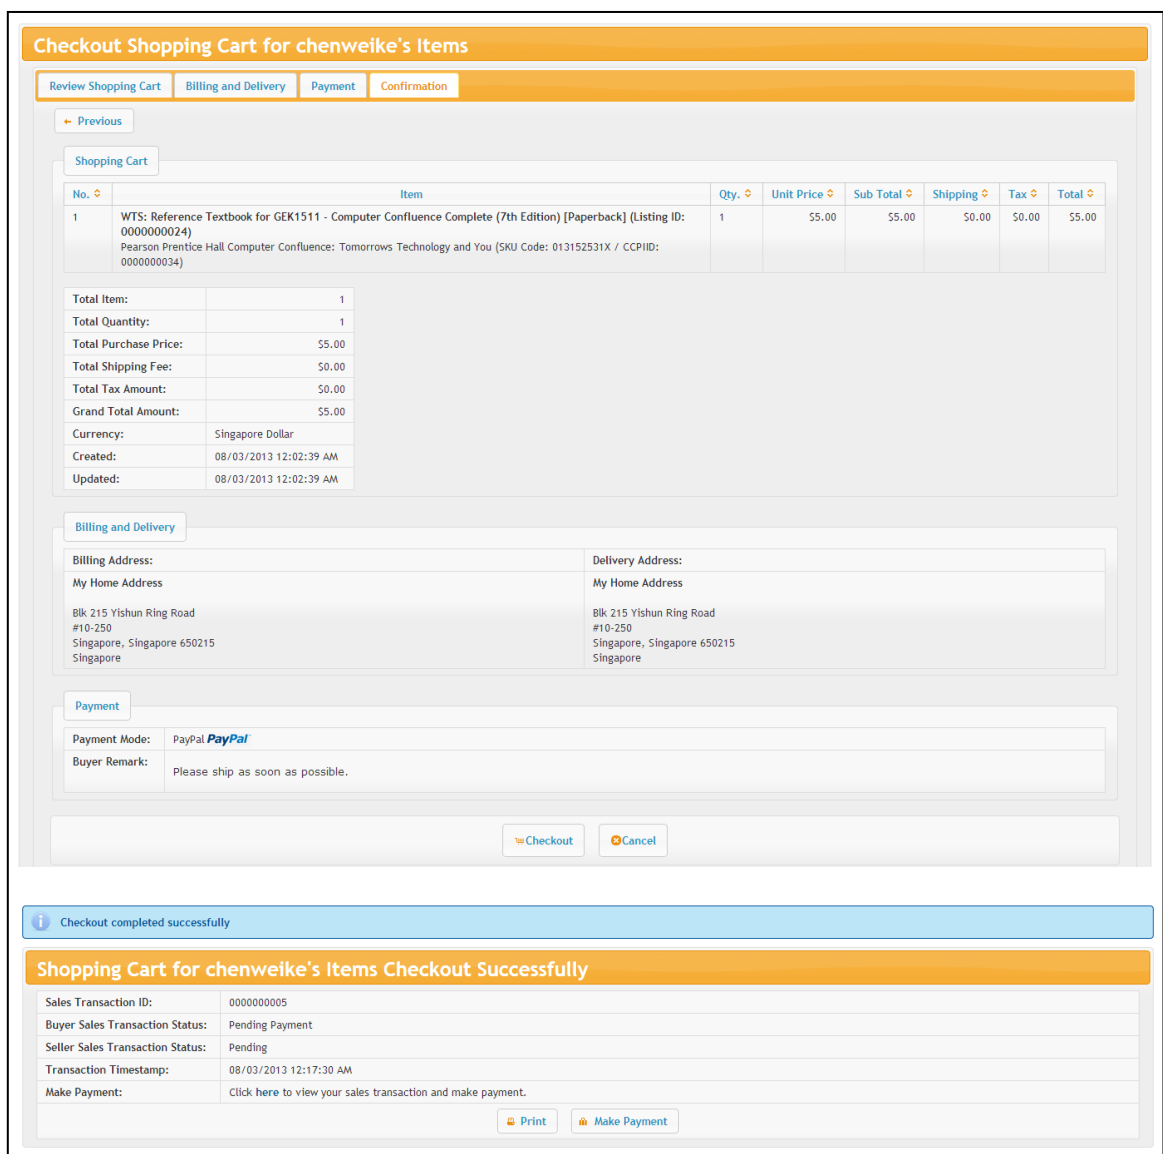 Checkout Shopping Cart for chenweike's Items
Review Shopping Cart Billing and Delivery Payment Confirmation
Previous
Shopping Cart
No. Item Qty. Unit Price Sub Total Shipping Tax Total
1 WTS: Reference Textbook for GEK1511 - Computer Confluence Complete (7th Edition) [Paperback] (Listing ID: 1 $5.00 $5.00 $0.00 $0.00 $5.00
0000000024)
Pearson Prentice Hall Computer Confluence: Tomorrows Technology and You (SKU Code: 013152531X / CCPIID:
0000000034)
Total Item: 1
Total Quantity: 1
Total Purchase Price: $5.00
Total Shipping Fee: $0.00
Total Tax Amount: $0.00
Grand Total Amount: $5.00
Currency: Singapore Dollar
Created: 08/03/2013 12:02:39 AM
Updated: 08/03/2013 12:02:39 AM
Billing and Delivery
Billing Address: Delivery Address:
My Home Address My Home Address
Blk 215 Yishun Ring Road Blk 215 Yishun Ring Road
#10-250 #10-250
Singapore, Singapore 650215 Singapore, Singapore 650215
Singapore Singapore
Payment
Payment Mode: PayPal PayPal
Buyer Remark:
Please ship as soon as possible.
Checkout Cancel
Checkout completed successfully
Shopping Cart for chenweike's Items Checkout Successfully
Sales Transaction ID: 0000000005
Buyer Sales Transaction Status: Pending Payment
Seller Sales Transaction Status: Pending
Transaction Timestamp: 08/03/2013 12:17:30 AM
Make Payment: Click here to view your sales transaction and make payment.
Print Make Payment